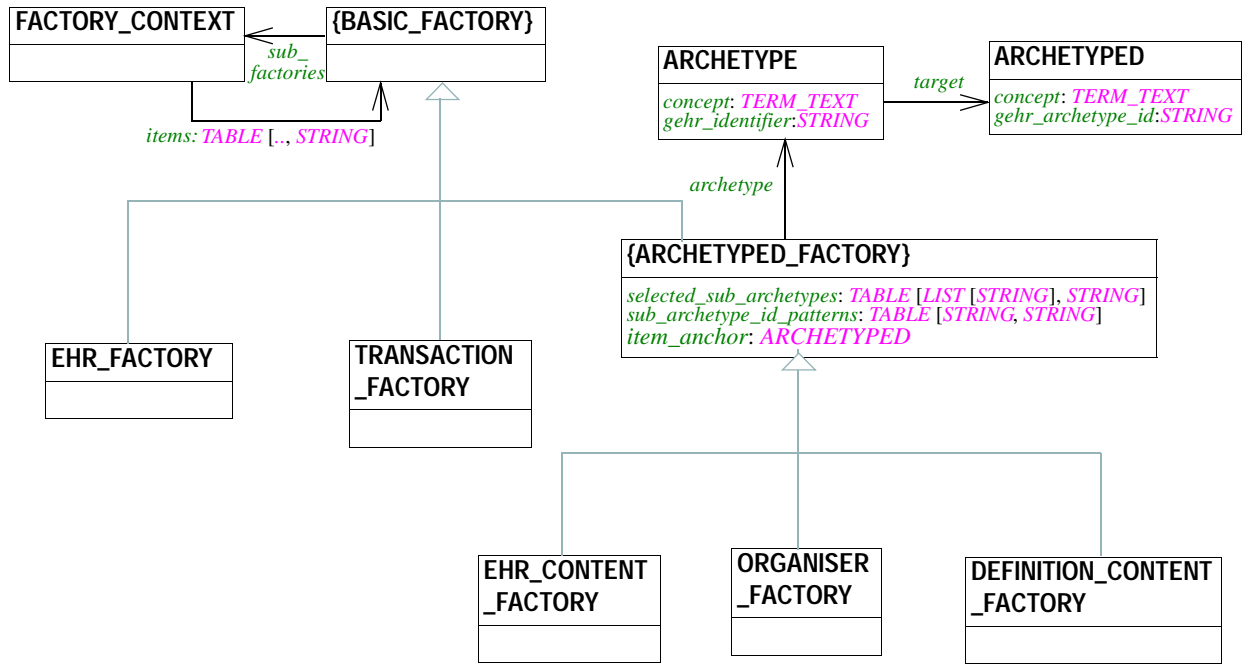 FACTORY_CONTEXT
{BASIC_FACTORY}
sub_
factories
items: TABLE [.., STRING]
ARCHETYPE
concept: TERM_TEXT
gehr_identifier:STRING
target
ARCHETYPED
concept: TERM_TEXT
gehr_archetype_id:STRING
archetype
{ARCHETYPED_FACTORY}
selected_sub_archetypes: TABLE [LIST [STRING], STRING]
sub_archetype_id_patterns: TABLE [STRING, STRING]
item_anchor: ARCHETYPED
EHR_FACTORY
TRANSACTION
_FACTORY
EHR_CONTENT
_FACTORY
ORGANISER
_FACTORY
DEFINITION_CONTENT
_FACTORY